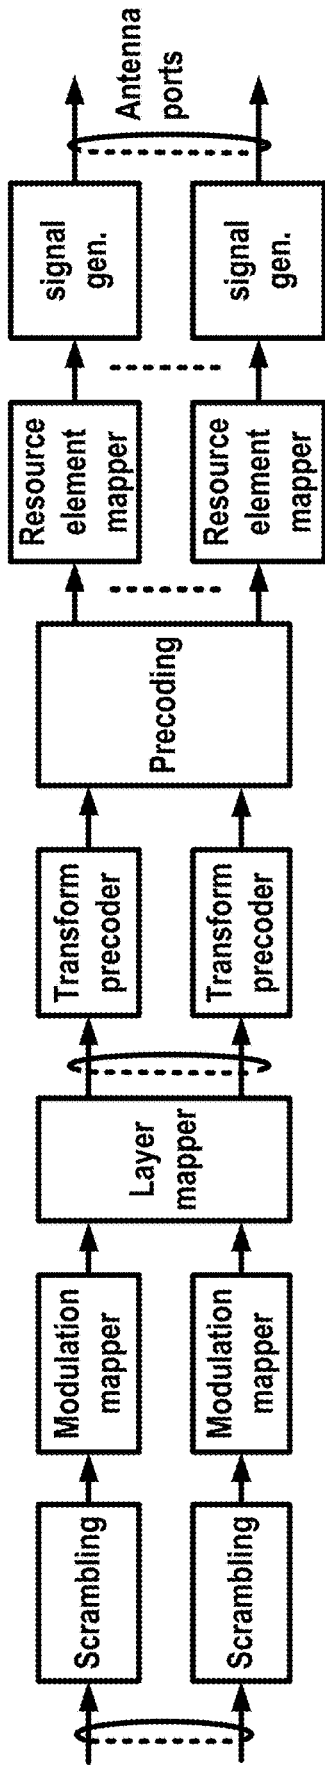 Scrambling
Scrambling
Modulation
mapper
Modulation
mapper
Layer
mapper
Transform
precoder
Transform
precoder
Precoding
Resource
element
mapper
Resource
element
mapper
signal
gen.
signal
gen.
Antenna
ports